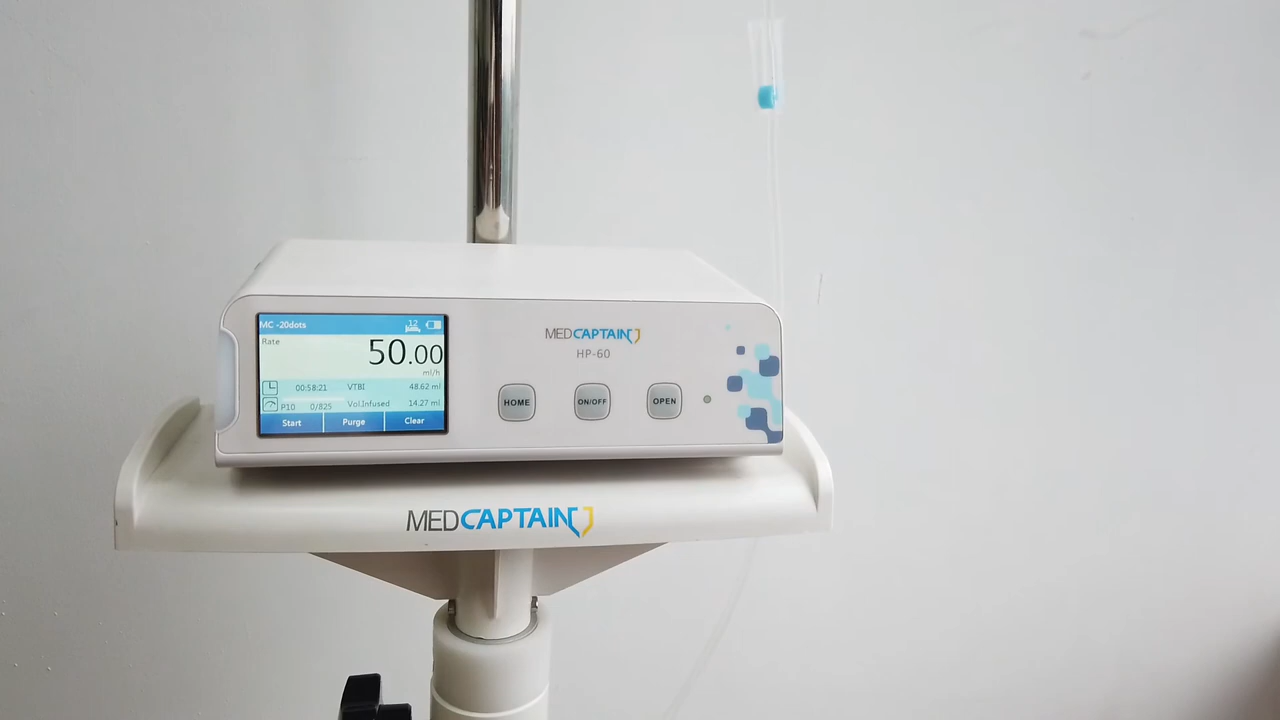 MC -20dots 12
Rate
50.00
ml/h
00:58:21 VTBI 48.62 ml
P10 0/825 Vol.Infused 14.27 ml
Start Purge Clear
MEDCAPTAIN
HP-60
HOME ON/OFF OPEN
MEDCAPTAIN